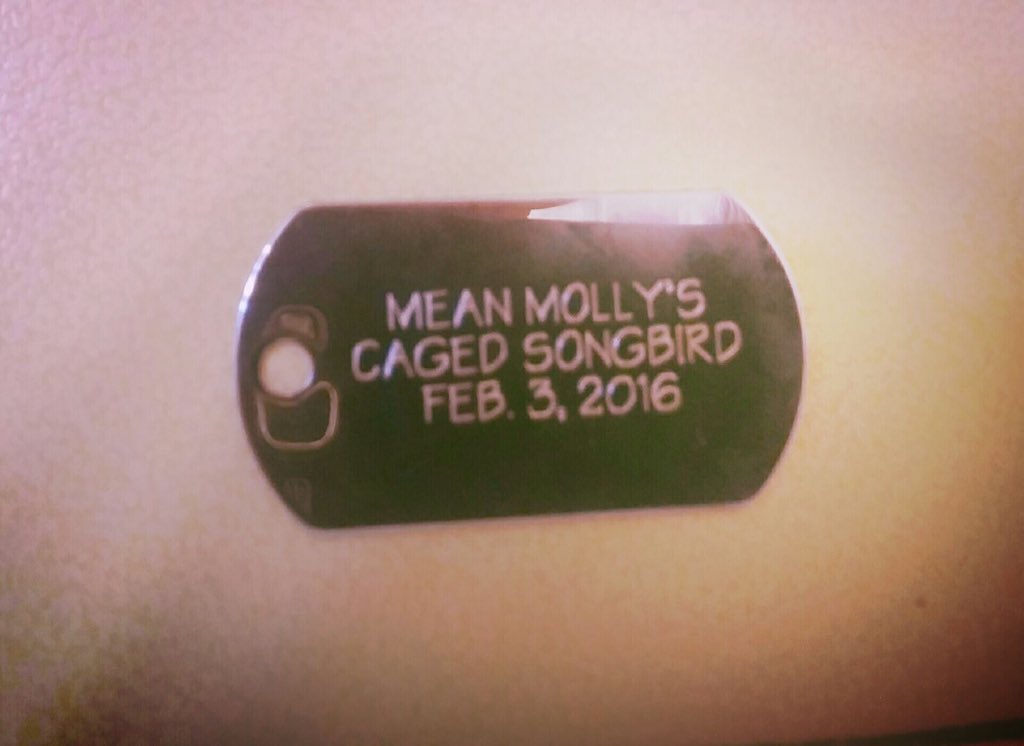 MEAN MOLLY'S
CAGED SONGBIRD
FEB. 3, 2016